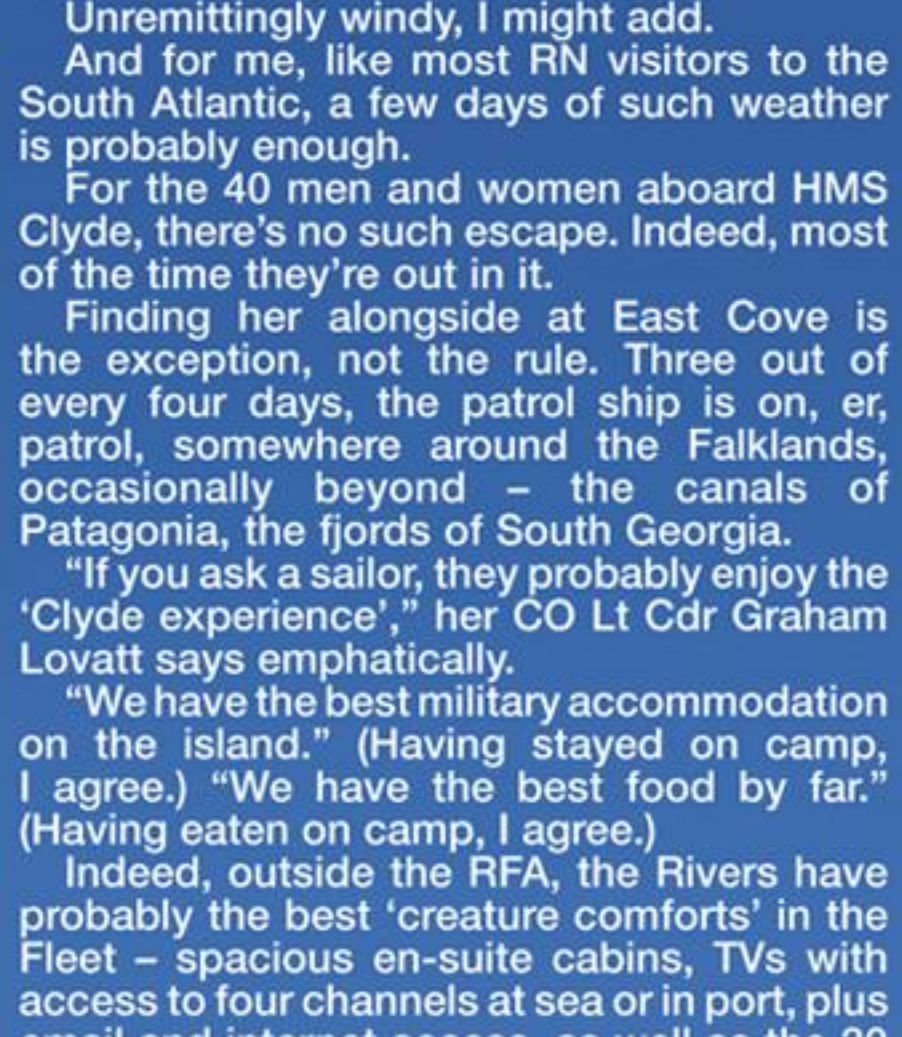 Unremittingly windy, I might add.
And for me, like most RN visitors to the
South Atlantic, a few days of such weather
is probably enough.
For the 40 men and women aboard HMS
Clyde, there's no such escape. Indeed, most
of the time they're out in it.
Finding her alongside at East Cove is
the exception, not the rule. Three out of
every four days, the patrol ship is on, er,
patrol, somewhere around the Falklands,
occasionally beyond – the canals of
Patagonia, the fjords of South Georgia.
“If you ask a sailor, they probably enjoy the
‘Clyde experience’,” her CO Lt Cdr Graham
Lovatt says emphatically.
“We have the best military accommodation
on the island.” (Having stayed on camp,
I agree.) “We have the best food by far.”
(Having eaten on camp, I agree.)
Indeed, outside the RFA, the Rivers have
probably the best ‘creature comforts’ in the
Fleet – spacious en-suite cabins, TVs with
access to four channels at sea or in port, plus
email and internet access, as well as the